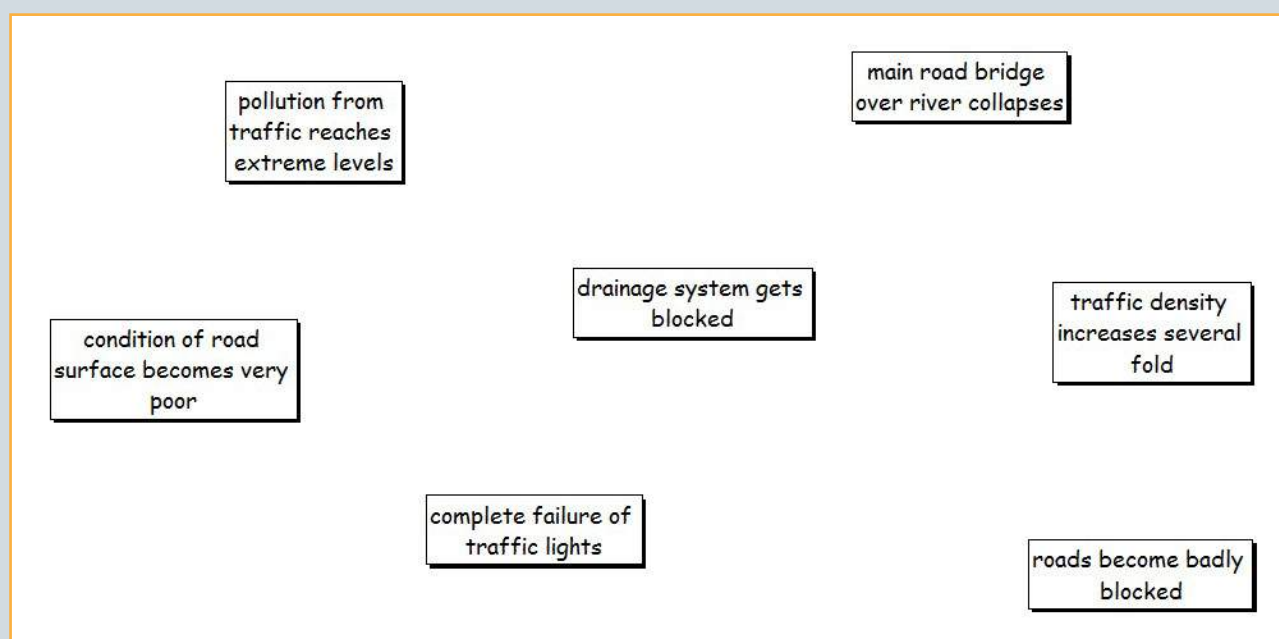 main road bridge
over river collapses
pollution from
traffic reaches
extreme levels
drainage system gets
blocked
traffic density
increases several
fold
condition of road
surface becomes very
poor
complete failure of
traffic lights
roads become badly
blocked